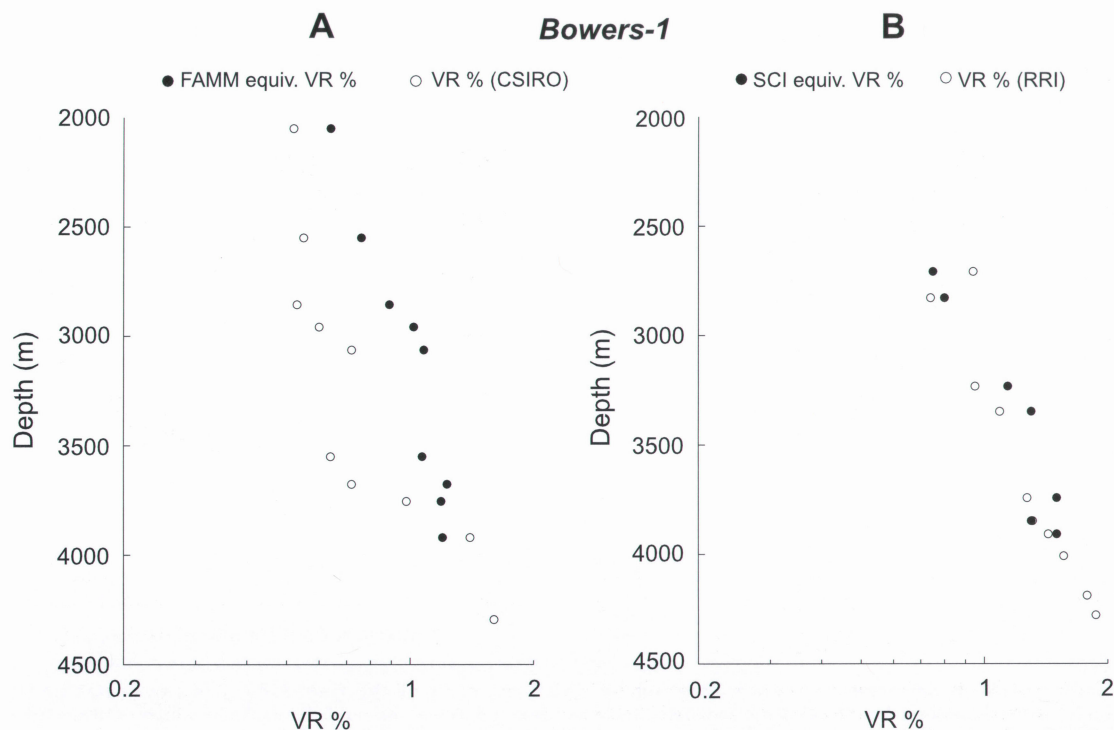 A
Bowers-1
B
FAMM equiv. VR %
VR % (CSIRO)
SCI equiv. VR %
VR % (RRI)
2000
2500
3000
3500
4000
4500
Depth (m)
0.2
1
2
VR %
2000
2500
3000
3500
4000
4500
Depth (m)
0.2
1
2
VR %